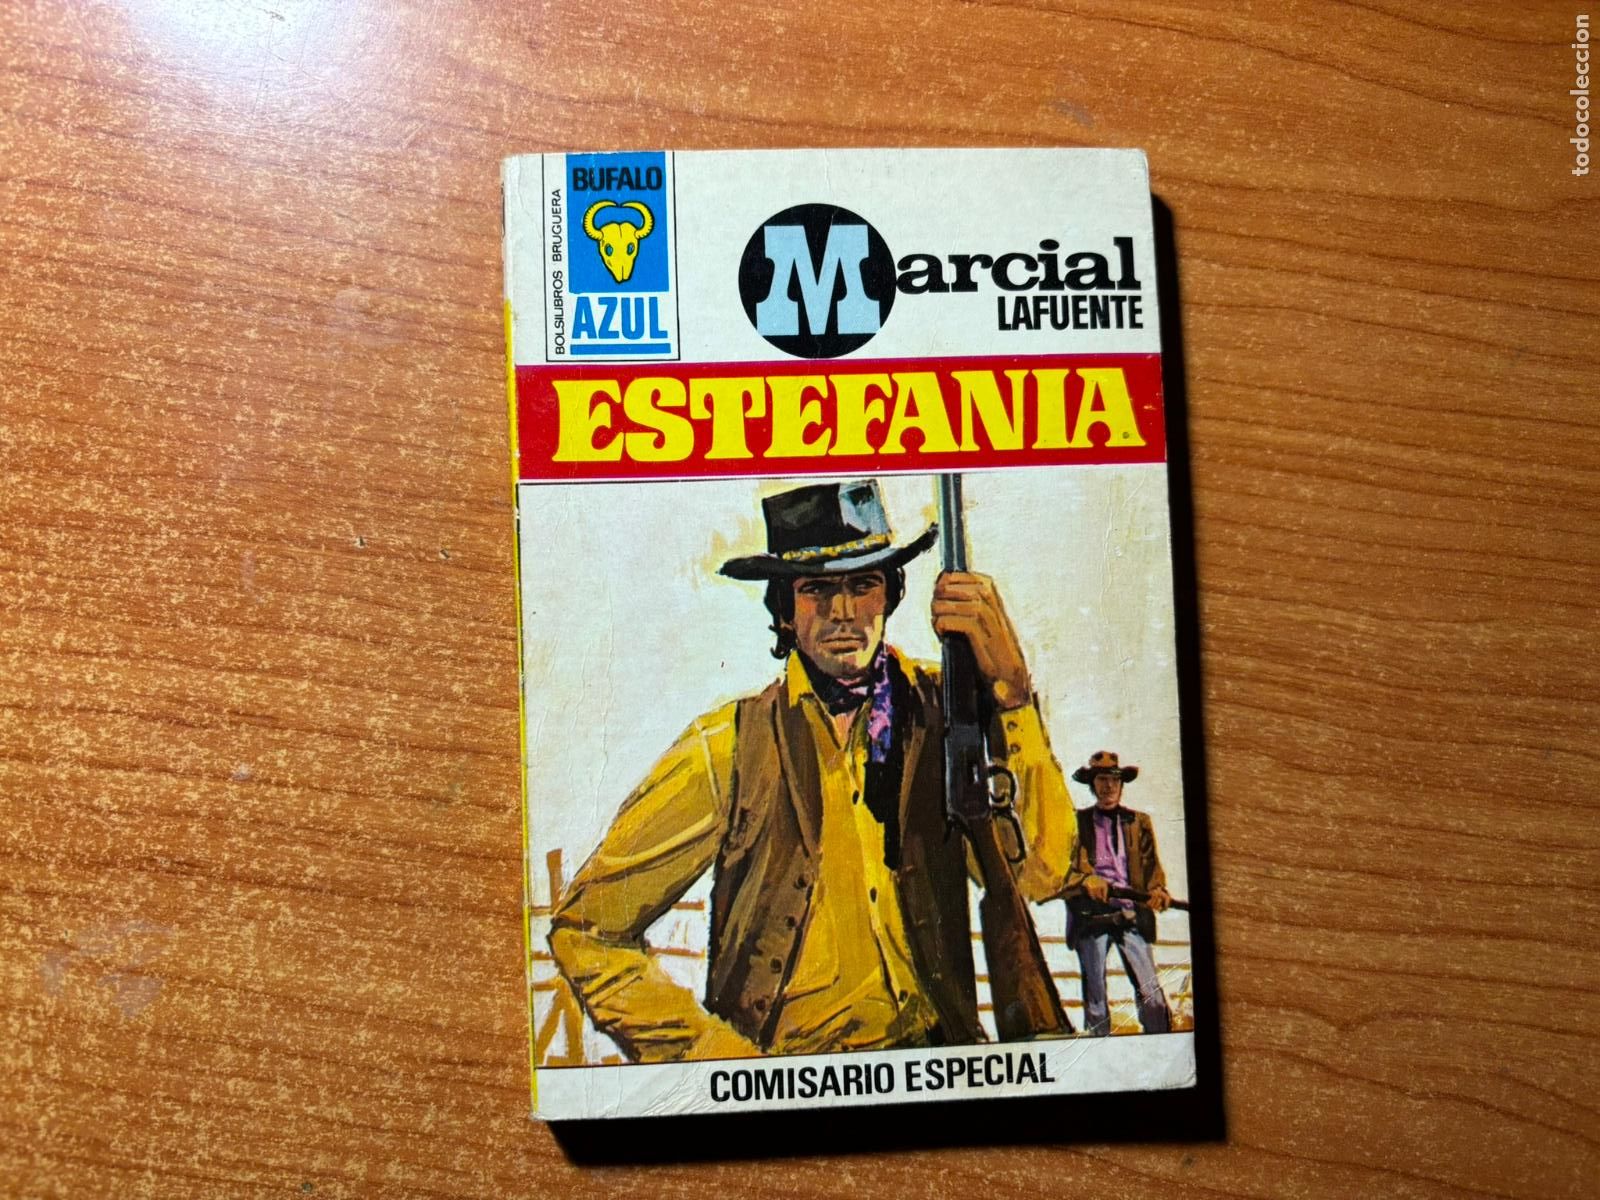 BUFALO
AZUL
BOLSILIBROS BRUGUERA
Marcial
LAFUENTE
ESTEFANIA
COMISARIO ESPECIAL
todocoleccion